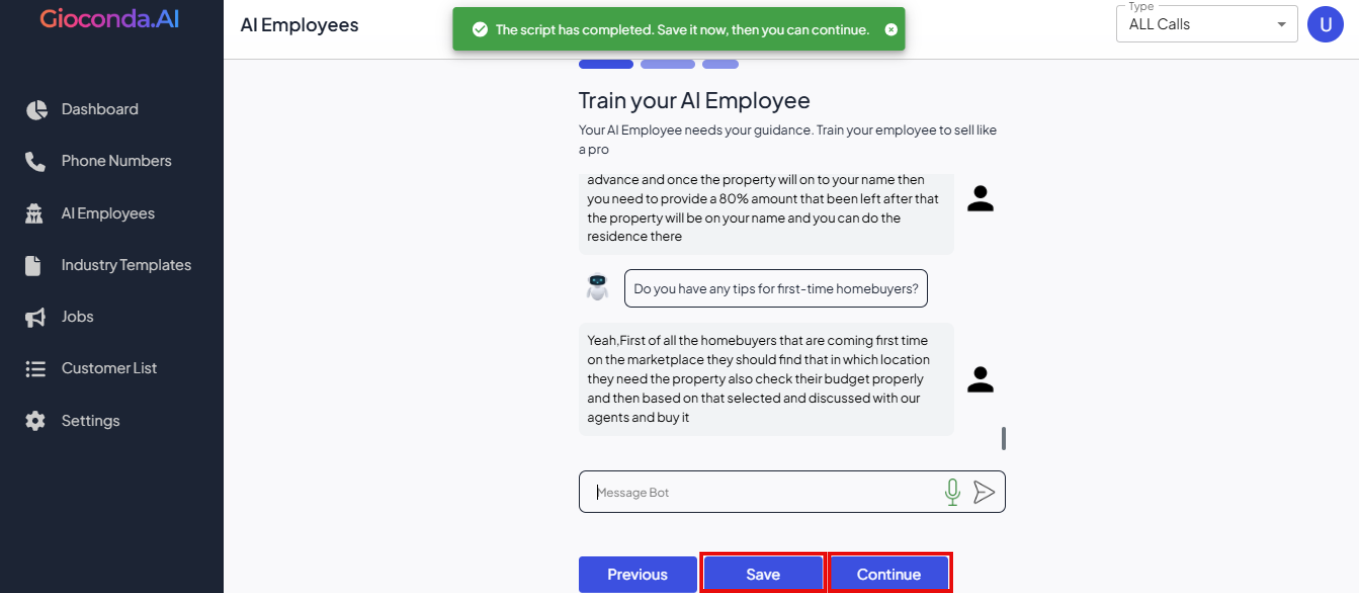 Gioconda.AI
AI Employees
The script has completed. Save it now, then you can continue.
Type
ALL Calls
U
Dashboard
Phone Numbers
AI Employees
Industry Templates
Jobs
Customer List
Settings
Train your AI Employee
Your AI Employee needs your guidance. Train your employee to sell like
a pro
advance and once the property will on to your name then
you need to provide a 80% amount that been left after that
the property will be on your name and you can do the
residence there
Do you have any tips for first-time homebuyers?
Yeah,First of all the homebuyers that are coming first time
on the marketplace they should find that in which location
they need the property also check their budget properly
and then based on that selected and discussed with our
agents and buy it
Message Bot
Previous
Save
Continue